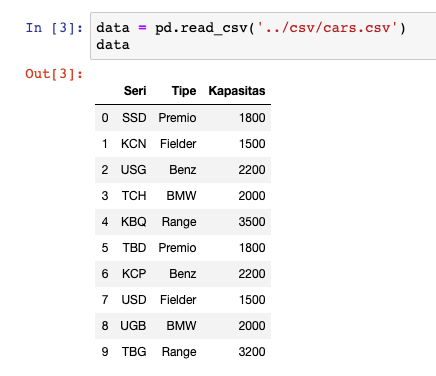 In [3]: data = pd.read_csv('../csv/cars.csv')
data
Out[3]:
Seri Tipe Kapasitas
0 SSD Premio 1800
1 KCN Fielder 1500
2 USG Benz 2200
3 TCH BMW 2000
4 KBQ Range 3500
5 TBD Premio 1800
6 KCP Benz 2200
7 USD Fielder 1500
8 UGB BMW 2000
9 TBG Range 3200